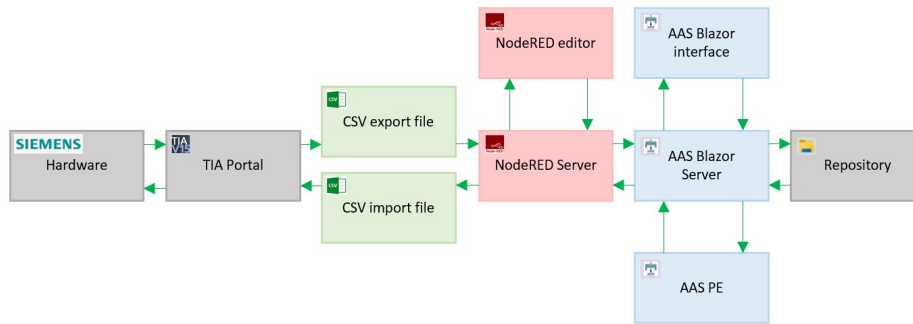 NodeRED editor
AAS Blazor
interface
CSV
CSV export file
SIEMENS
Hardware
TIA
V15
TIA Portal
NodeRED Server
AAS Blazor
Server
Repository
CSV
CSV import file
AAS PE